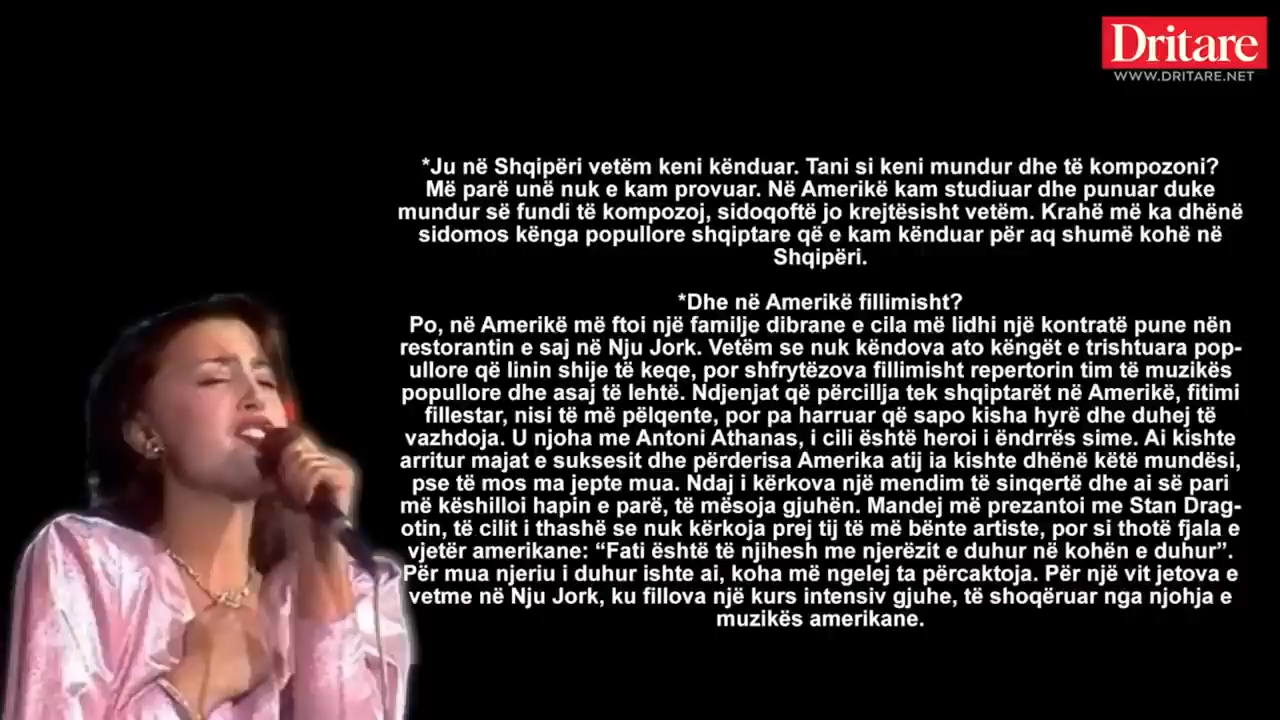 Dritare
WWW.DRITARE.NET
*Ju në Shqipëri vetëm keni kënduar. Tani si keni mundur dhe të kompozoni?
Më parë unë nuk e kam provuar. Në Amerikë kam studiuar dhe punuar duke
mundur së fundi të kompozoj, sidoqoftë jo krejtësisht vetëm. Krahë më ka dhënë
sidomos kënga popullore shqiptare që e kam kënduar për aq shumë kohë në
Shqipëri.
*Dhe në Amerikë fillimisht?
Po, në Amerikë më ftoi një familje dibrane e cila më lidhi një kontratë pune nën
restorantin e saj në Nju Jork. Vetëm se nuk këndova ato këngët e trishtuara pop-
ullore që linin shije të keqe, por shfrytëzova fillimisht repertorin tim të muzikës
popullore dhe asaj të lehtë. Ndjenjat që përcillja tek shqiptarët në Amerikë, fitimi
fillestar, nisi të më pëlqente, por pa harruar që sapo kisha hyrë dhe duhej të
vazhdoja. U njoha me Antoni Athanas, i cili është heroi i ëndrrës sime. Ai kishte
arritur majat e suksesit dhe përderisa Amerika atij ia kishte dhënë këtë mundësi,
pse të mos ma jepte mua. Ndaj i kërkova një mendim të sinqertë dhe ai së pari
më këshilloi hapin e parë, të mësoja gjuhën. Mandej më prezantoi me Stan Drag-
otin, të cilit i thashë se nuk kërkoja prej tij të më bënte artiste, por si thotë fjala e
vjetër amerikane: “Fati është të njihesh me njerëzit e duhur në kohën e duhur”.
Për mua njeriu i duhur ishte ai, koha më ngelej ta përcaktoja. Për një vit jetova e
vetme në Nju Jork, ku fillova një kurs intensiv gjuhe, të shoqëruar nga njohja e
muzikës amerikane.